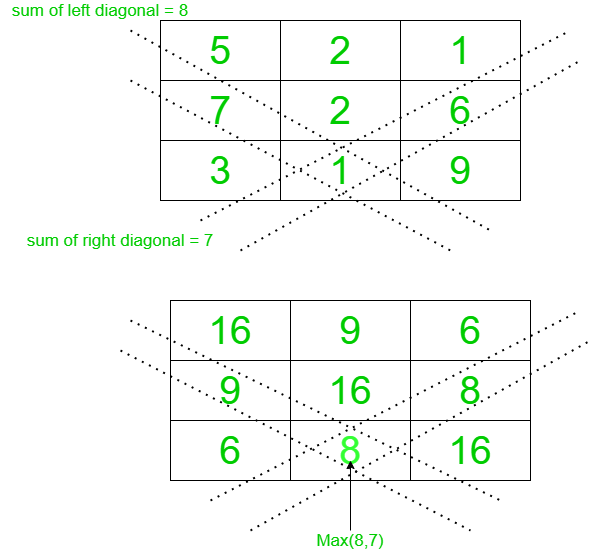 sum of left diagonal = 8
5 2 1
7 2 6
3 1 9
sum of right diagonal = 7
16 9 6
9 16 8
6 8 16
Max(8,7)